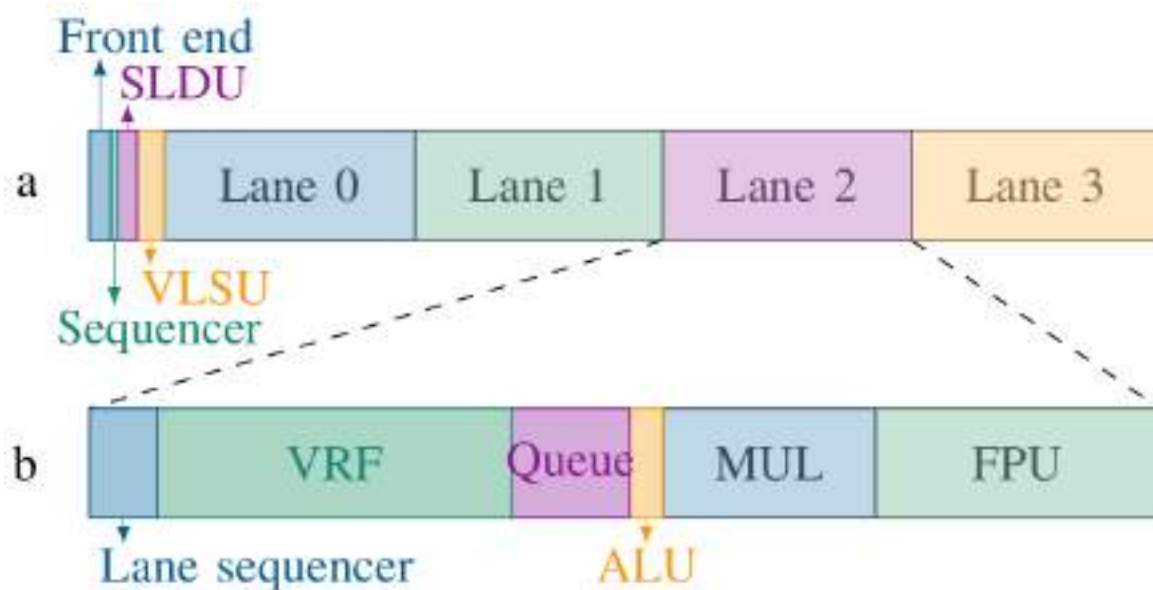 Front end
SLDU
a
Lane 0
Lane 1
Lane 2
Lane 3
VLSU
Sequencer
b
VRF
Queue
MUL
FPU
Lane sequencer
ALU